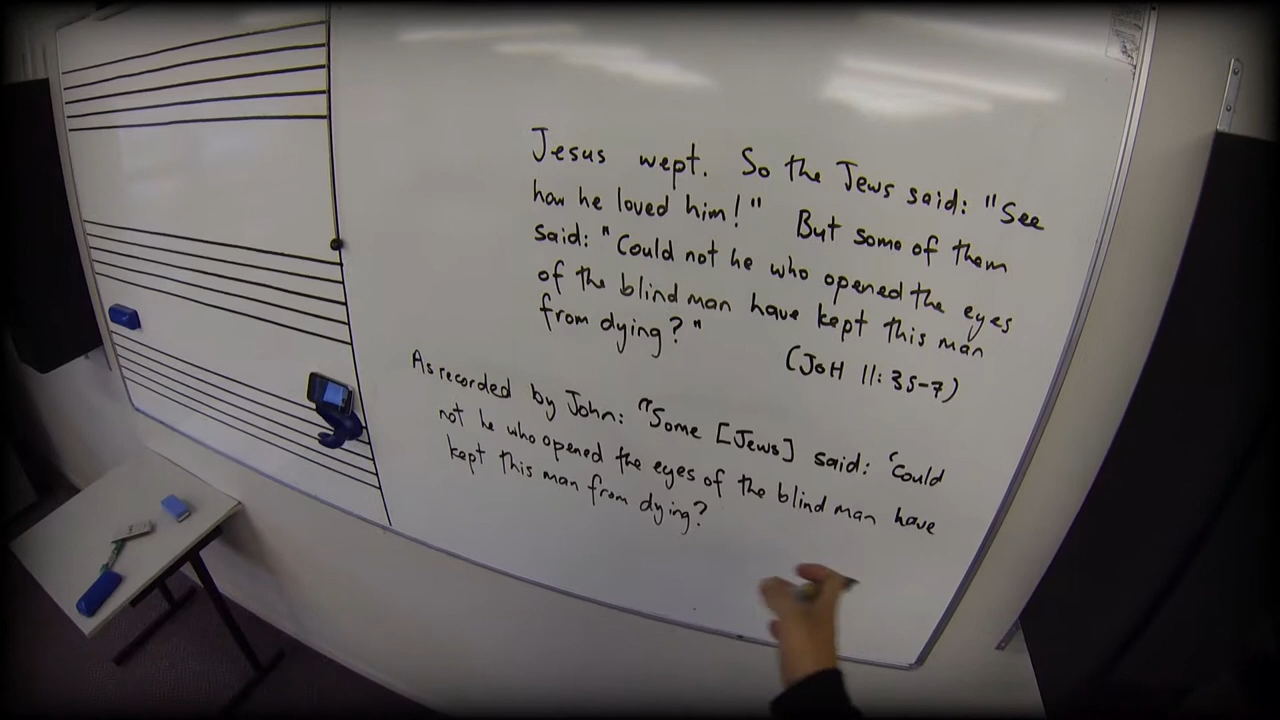 Jesus wept. So the Jews said: "See
how he loved him!" But some of them
said: "Could not he who opened the eyes
of the blind man have kept this man
from dying?"
(JOH 11: 35-7)
As recorded by John: "Some [Jews] said: 'Could
not he who opened the eyes of the blind man have
kept this man from dying?